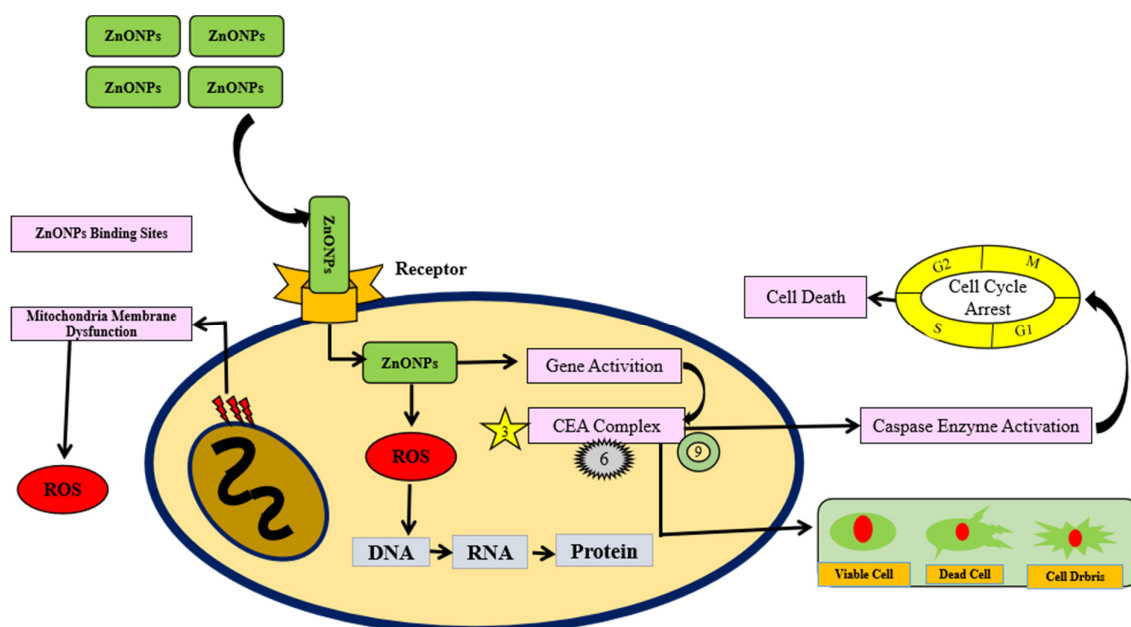 ZnONPs
ZnONPs
ZnONPs
ZnONPs
ZnONPs
Receptor
ZnONPs Binding Sites
Mitochondria Membrane
Dysfunction
ROS
ZnONPs
Gene Activition
CEA Complex
3
6
9
ROS
DNA
RNA
Protein
Caspase Enzyme Activation
Cell Death
G2
M
S
G1
Cell Cycle
Arrest
Viable Cell
Dead Cell
Cell Drbris